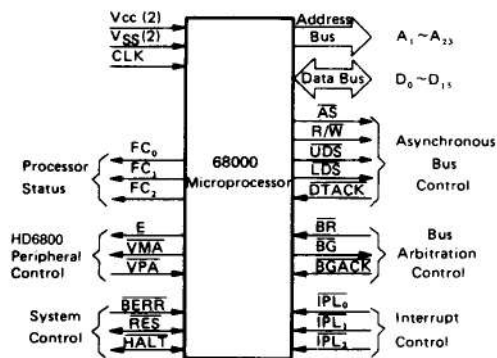 Vcc (2)
VSS (2)
CLK
Address
Bus
A₁~A₂₃
Data Bus
D₀~D₁₅
Processor
Status
FC₀
FC₁
FC₂
68000
Microprocessor
AS
R/W
UDS
LDS
DTACK
Asynchronous
Bus
Control
HD6800
Peripheral
Control
E
VMA
VPA
BR
BG
BGACK
Bus
Arbitration
Control
System
Control
BERR
RES
HALT
IPL₀
IPL₁
IPL₂
Interrupt
Control